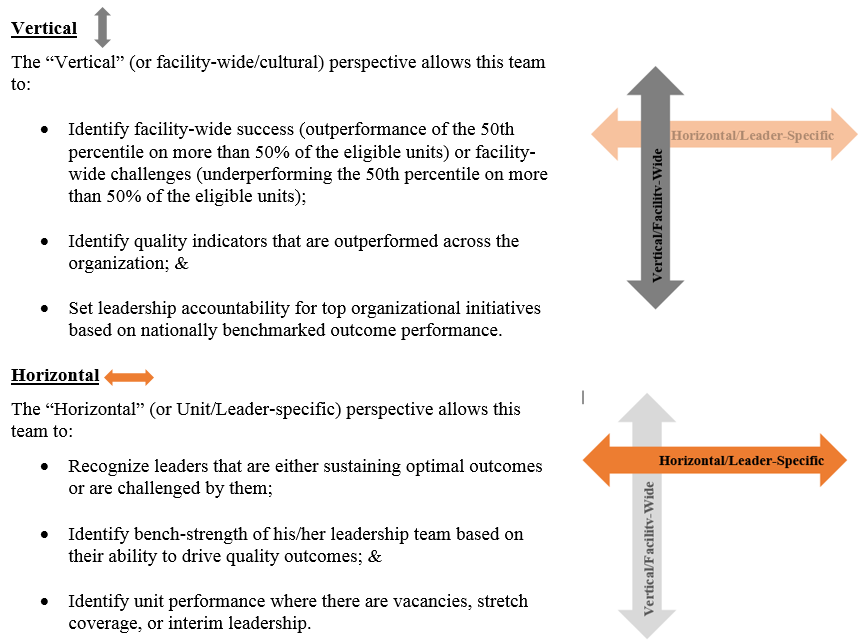 Vertical
The “Vertical” (or facility-wide/cultural) perspective allows this team
to:
• Identify facility-wide success (outperformance of the 50th
percentile on more than 50% of the eligible units) or facility-
wide challenges (underperforming the 50th percentile on more
than 50% of the eligible units);
• Identify quality indicators that are outperformed across the
organization; &
• Set leadership accountability for top organizational initiatives
based on nationally benchmarked outcome performance.
Horizontal/Leader-Specific
Vertical/Facility-Wide
Horizontal
The “Horizontal” (or Unit/Leader-specific) perspective allows this
team to:
• Recognize leaders that are either sustaining optimal outcomes
or are challenged by them;
• Identify bench-strength of his/her leadership team based on
their ability to drive quality outcomes; &
• Identify unit performance where there are vacancies, stretch
coverage, or interim leadership.
Horizontal/Leader-Specific
Vertical/Facility-Wide